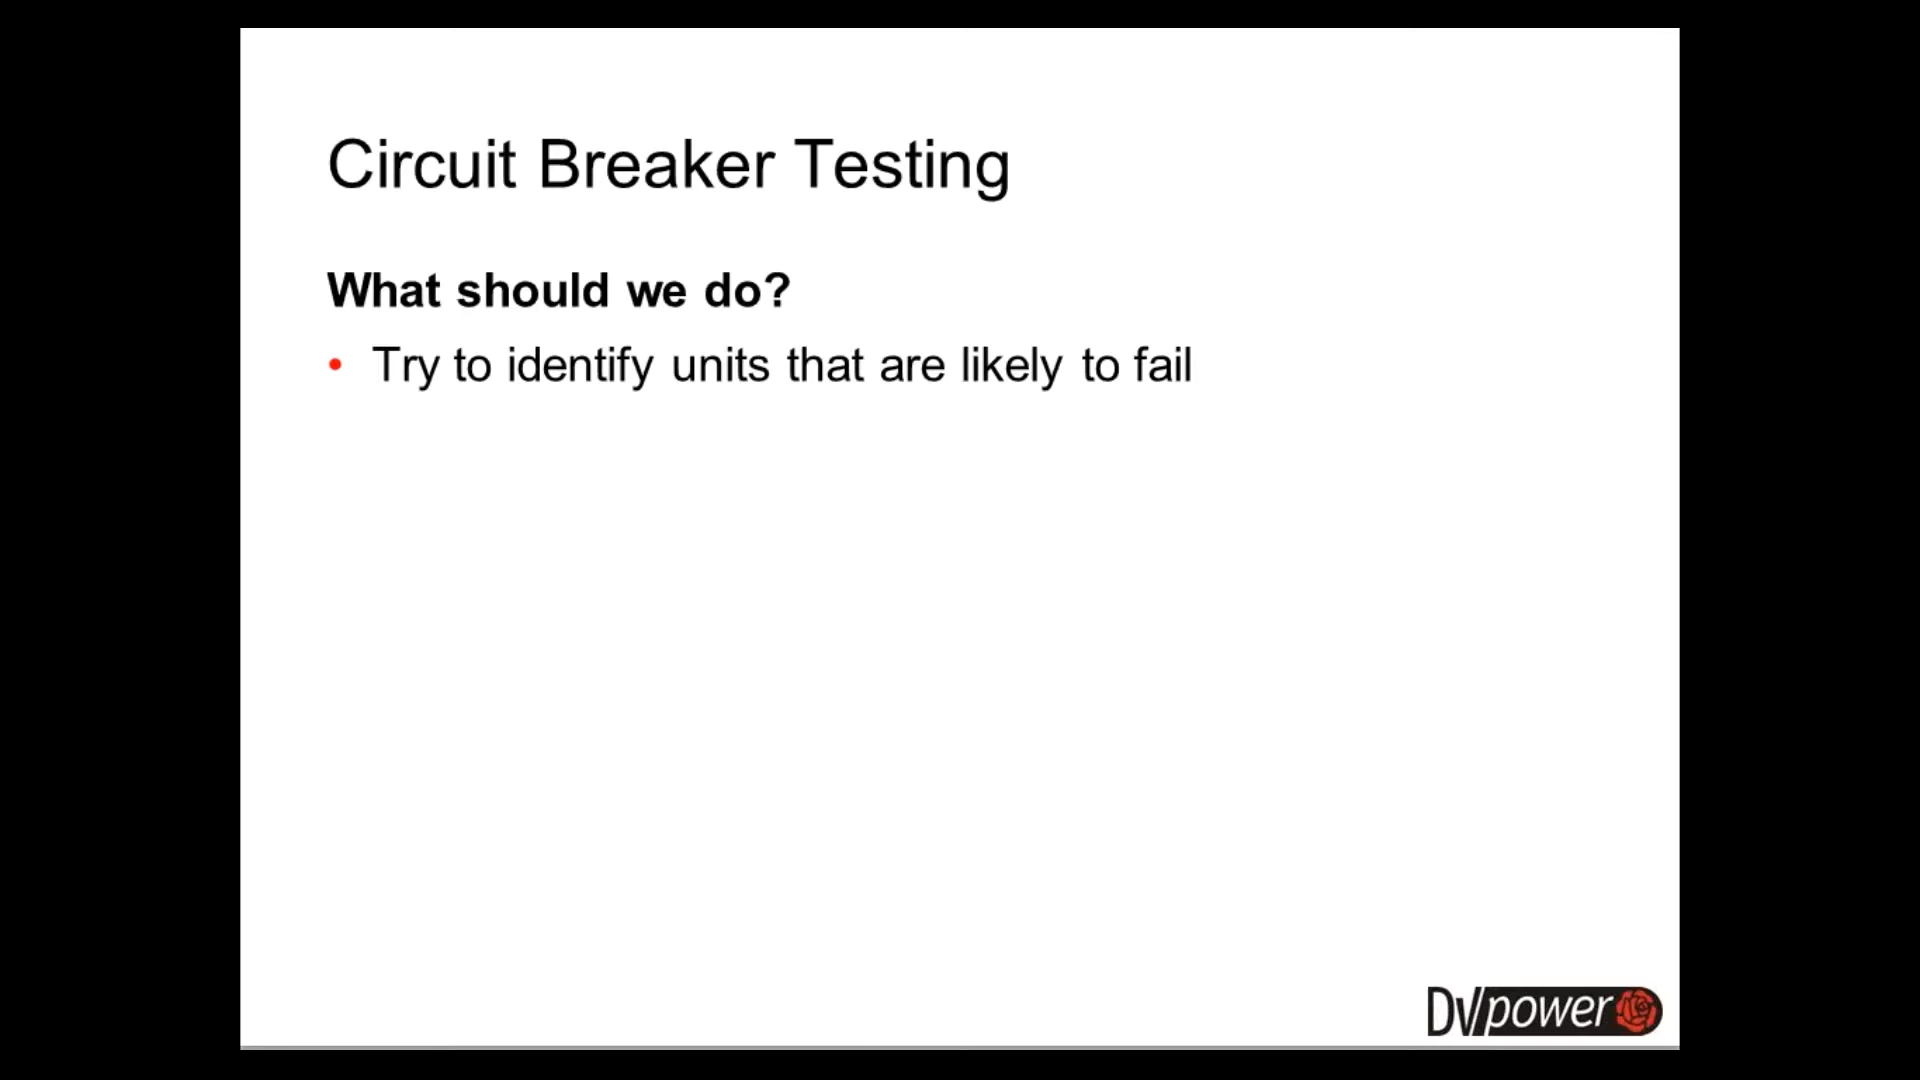 Circuit Breaker Testing
What should we do?
• Try to identify units that are likely to fail
DV power